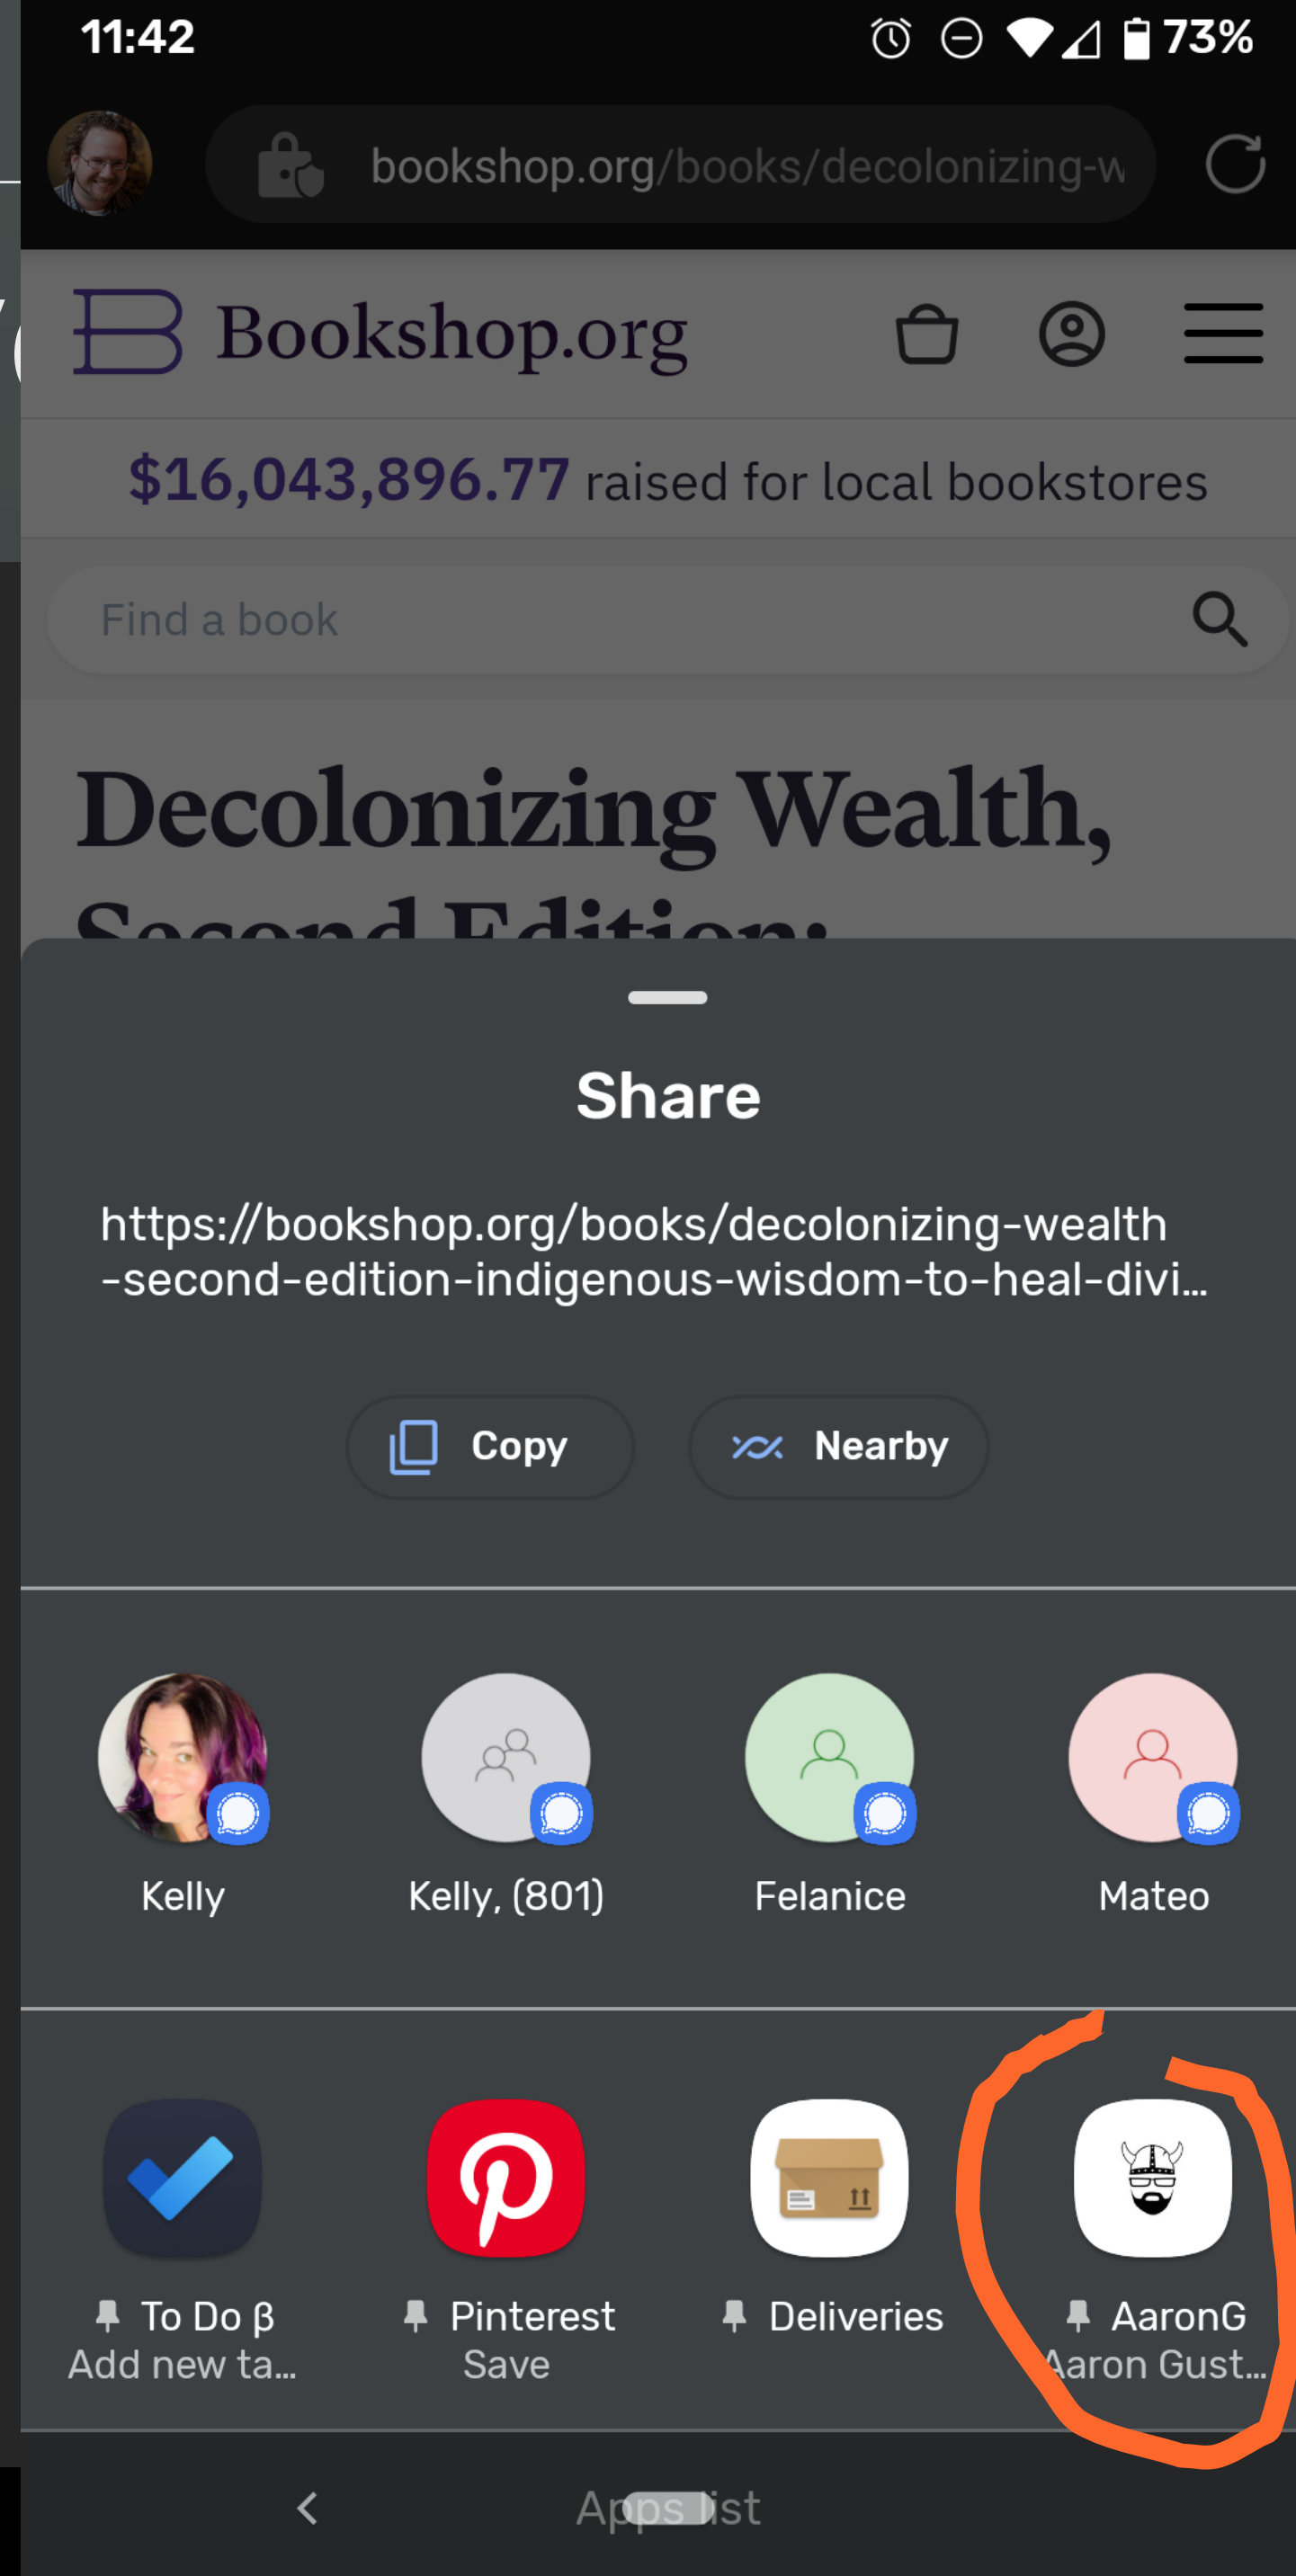 11:42
73%
bookshop.org/books/decolonizing-w
Bookshop.org
$16,043,896.77 raised for local bookstores
Find a book
Decolonizing Wealth,
Second Edition:
Share
https://bookshop.org/books/decolonizing-wealth
-second-edition-indigenous-wisdom-to-heal-divi...
Copy
Nearby
Kelly
Kelly, (801)
Felanice
Mateo
To Do β
Add new ta...
Pinterest
Save
Deliveries
AaronG
Aaron Gust...
Apps list